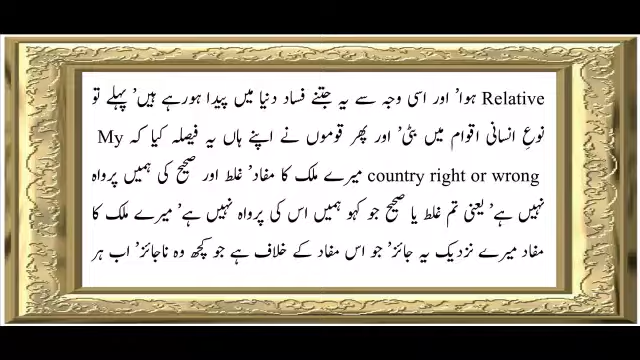 Relative ہوا’ اور اسی وجہ سے یہ جتنے فساد دنیا میں پیدا ہورہے ہیں’ پہلے تو
نوعِ انسانی اقوام میں بٹی’ اور پھر قوموں نے اپنے ہاں یہ فیصلہ کیا کہ My
country right or wrong میرے ملک کا مفاد’ غلط اور صحیح کی ہمیں پرواہ
نہیں ہے’ یعنی تم غلط یا صحیح جو کہو ہمیں اس کی پرواہ نہیں ہے’ میرے ملک کا
مفاد میرے نزدیک یہ جائز’ جو اس مفاد کے خلاف ہے جو کچھ وہ ناجائز’ اب ہر